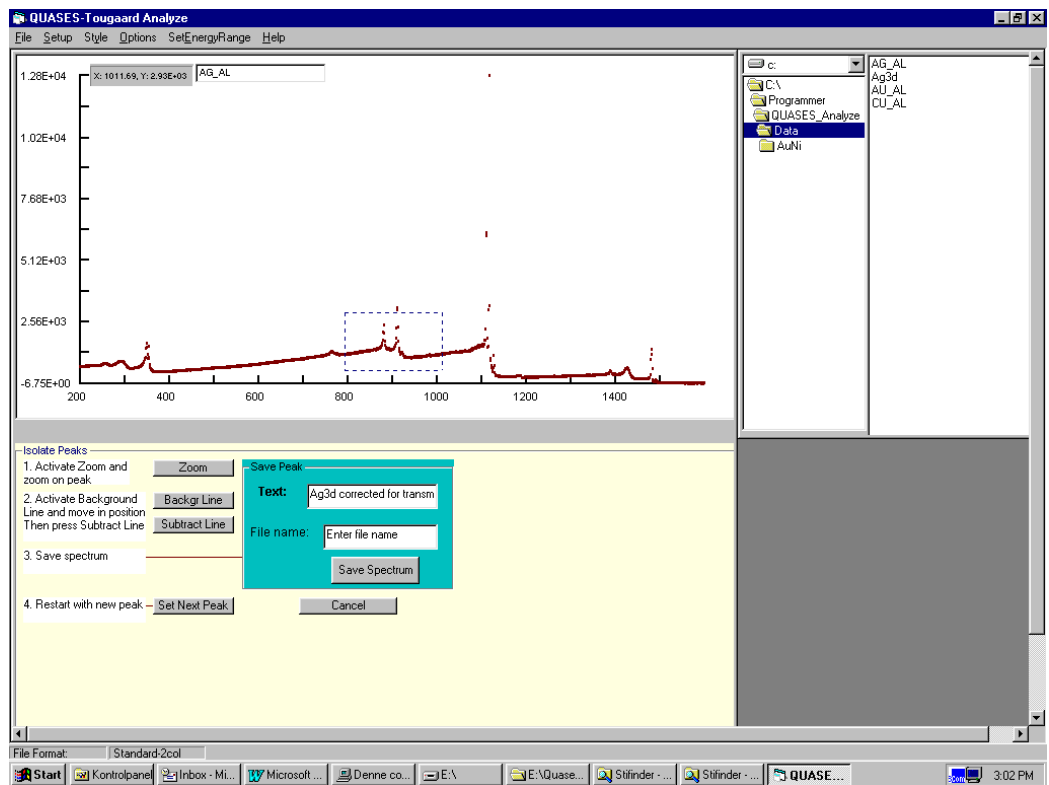 QUASES-Tougaard Analyze
File Setup Style Options SetEnergyRange Help
1.28E+04
X: 1011.69, Y: 2.93E+03
AG_AL
1.02E+04
7.68E+03
5.12E+03
2.56E+03
-6.75E+00
200 400 600 800 1000 1200 1400
c:
C:\
Programmer
QUASES_Analyze
Data
AuNi
AG_AL
Ag3d
AU_AL
CU_AL
Isolate Peaks
1. Activate Zoom and
zoom on peak
Zoom
2. Activate Background
Line and move in position
Then press Subtract Line
Backgr Line
Subtract Line
3. Save spectrum
Save Peak
Text: Ag3d corrected for transm
File name: Enter file name
Save Spectrum
4. Restart with new peak
Set Next Peak
Cancel
File Format: Standard-2col
Start Kontrolpanel Inbox - Mi... Microsoft ... Denne co... E:\ E:\Quase... Stifinder - ... Stifinder - ... QUASE... 3Com 3:02 PM